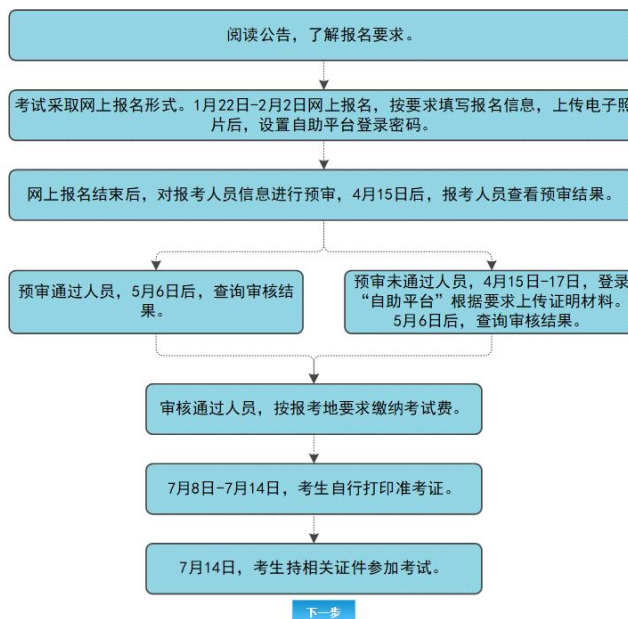 阅读公告，了解报名要求。
考试采取网上报名形式。1月22日-2月2日网上报名，按要求填写报名信息，上传电子照
片后，设置自助平台登录密码。
网上报名结束后，对报考人员信息进行预审，4月15日后，报考人员查看预审结果。
预审通过人员，5月6日后，查询审核结
果。
预审未通过人员，4月15日-17日，登录
“自助平台”根据要求上传证明材料。
5月6日后，查询审核结果。
审核通过人员，按报考地要求缴纳考试费。
7月8日-7月14日，考生自行打印准考证。
7月14日，考生持相关证件参加考试。
下一步